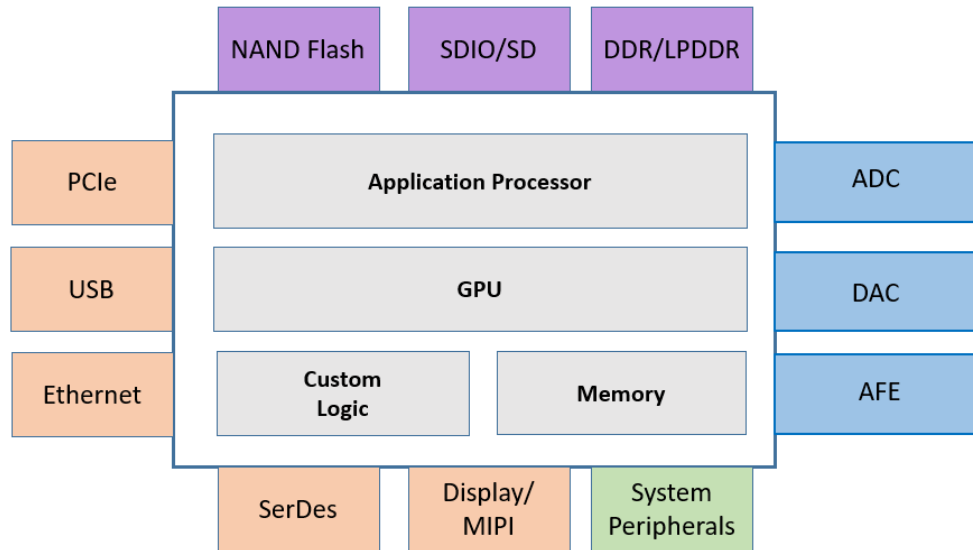 NAND Flash
SDIO/SD
DDR/LPDDR
PCIe
Application Processor
ADC
USB
GPU
DAC
Ethernet
Custom
Logic
Memory
AFE
SerDes
Display/
MIPI
System
Peripherals